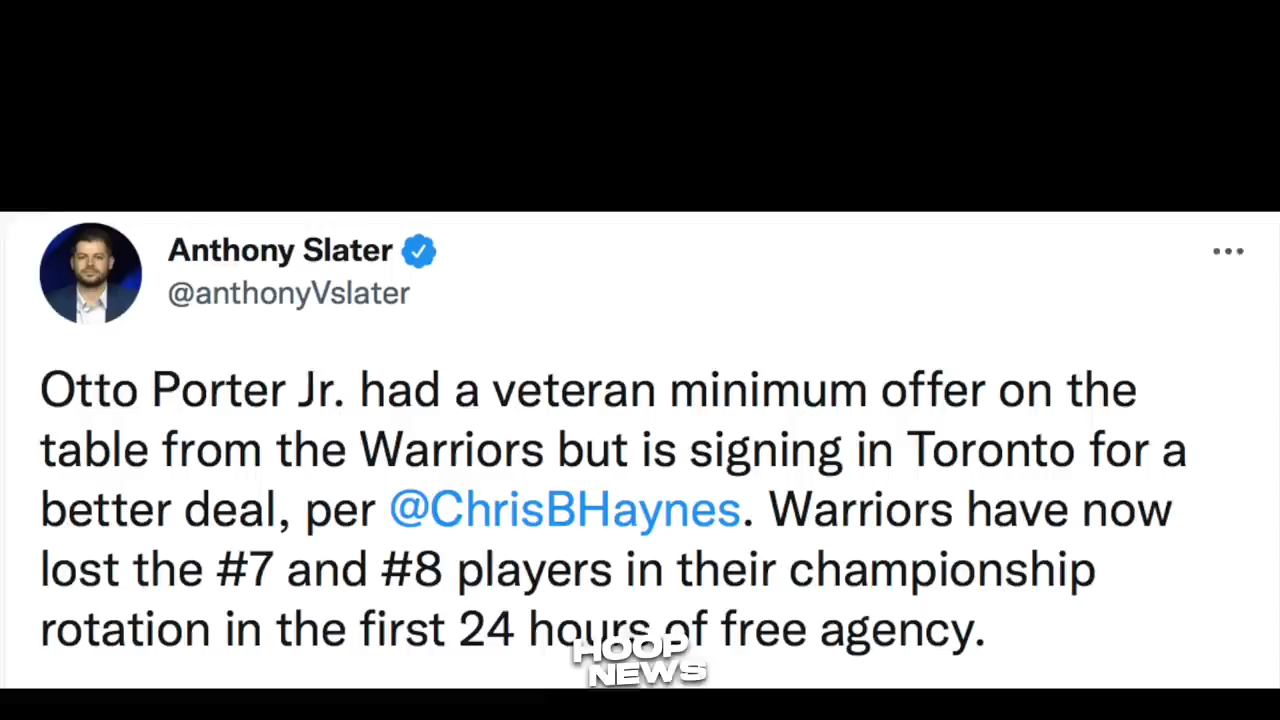 Anthony Slater
@anthonyVslater
Otto Porter Jr. had a veteran minimum offer on the
table from the Warriors but is signing in Toronto for a
better deal, per @ChrisBHaynes. Warriors have now
lost the #7 and #8 players in their championship
rotation in the first 24 hours of free agency.
HOOP
NEWS